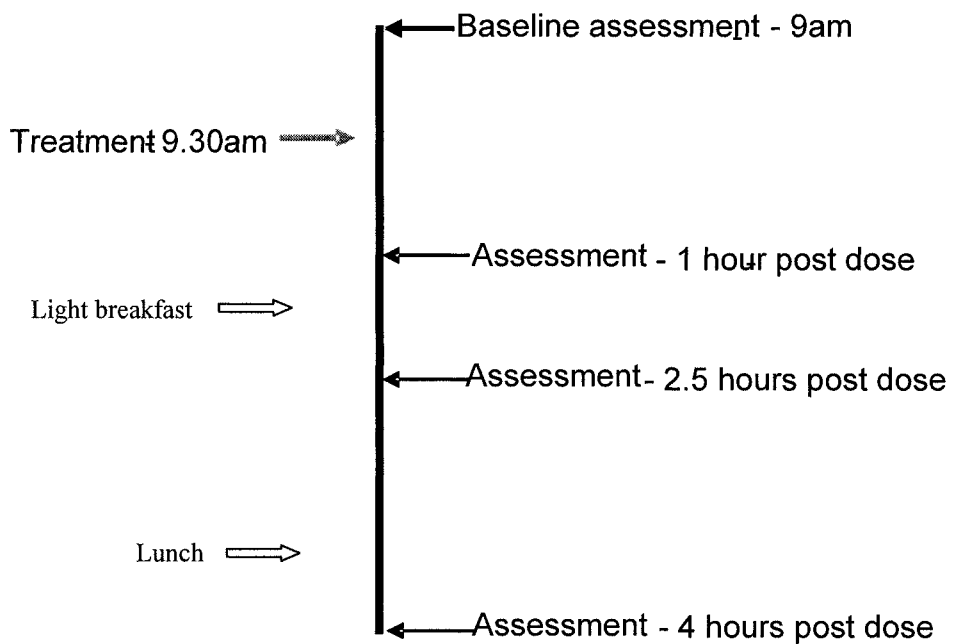 Baseline assessment - 9am
Treatment 9.30am
Assessment - 1 hour post dose
Light breakfast
Assessment - 2.5 hours post dose
Lunch
Assessment - 4 hours post dose